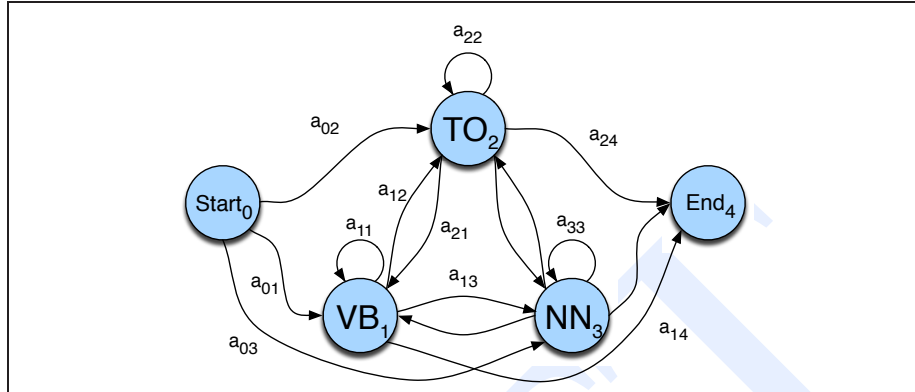 a22
a02
TO2
a24
a12
Start0
End4
a11
a21
a33
a01
a13
VB1
NN3
a03
a14